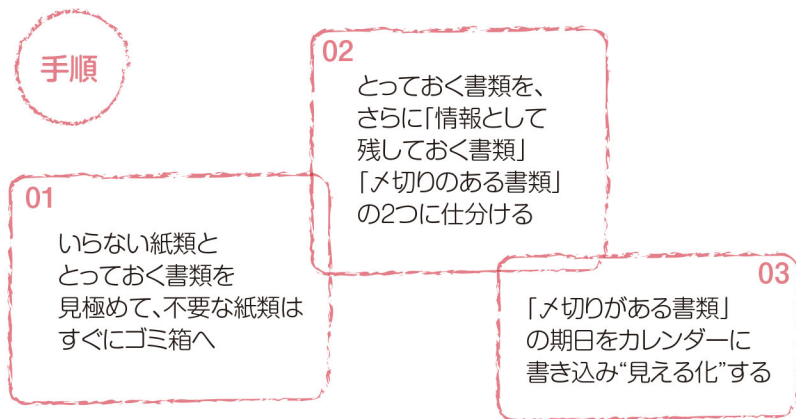 手順
01
いらない紙類と
とっておく書類を
見極めて、不要な紙類は
すぐにゴミ箱へ
02
とっておく書類を、
さらに「情報として
残しておく書類」
「〆切りのある書類」
の2つに仕分ける
03
「〆切りがある書類」
の期日をカレンダーに
書き込み“見える化”する